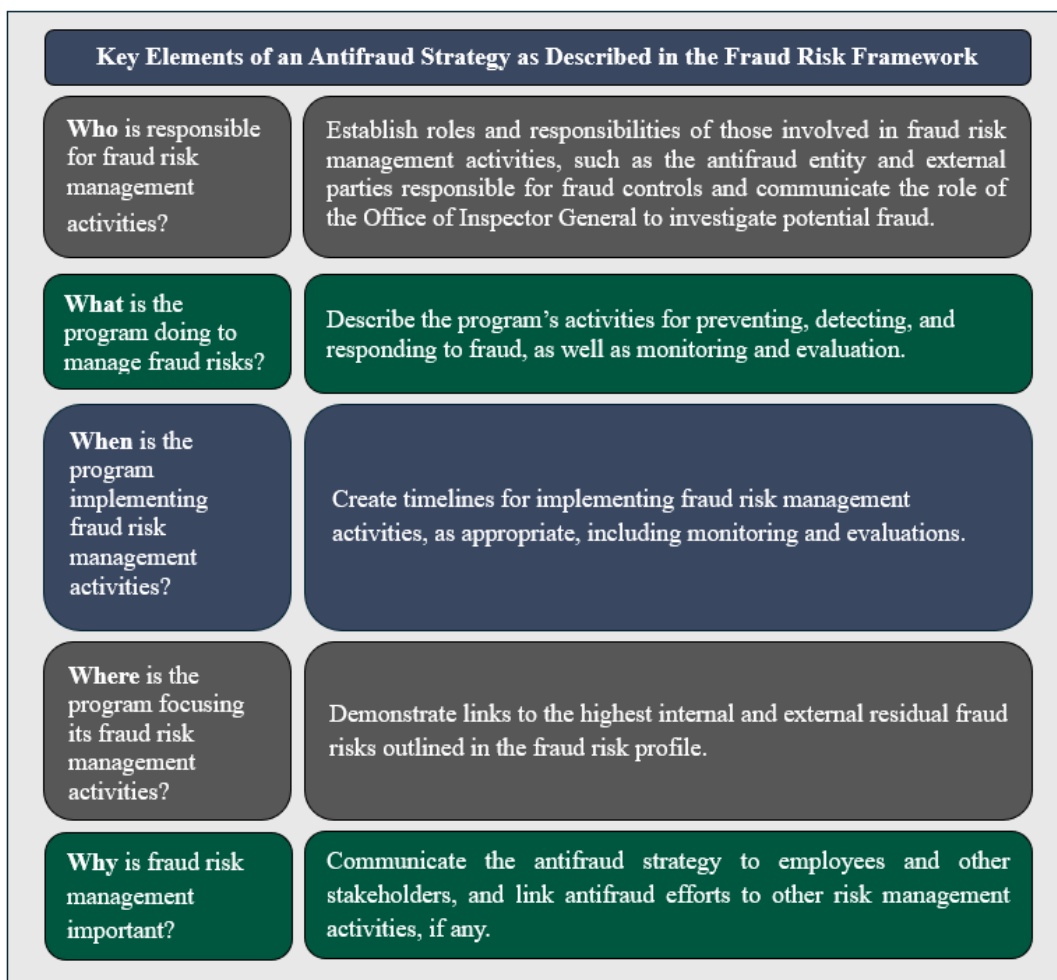 Key Elements of an Antifraud Strategy as Described in the Fraud Risk Framework
Who is responsible
for fraud risk
management
activities?
Establish roles and responsibilities of those involved in fraud risk
management activities, such as the antifraud entity and external
parties responsible for fraud controls and communicate the role of
the Office of Inspector General to investigate potential fraud.
What is the
program doing to
manage fraud risks?
Describe the program’s activities for preventing, detecting, and
responding to fraud, as well as monitoring and evaluation.
When is the
program
implementing
fraud risk
management
activities?
Create timelines for implementing fraud risk management
activities, as appropriate, including monitoring and evaluations.
Where is the
program focusing
its fraud risk
management
activities?
Demonstrate links to the highest internal and external residual fraud
risks outlined in the fraud risk profile.
Why is fraud risk
management
important?
Communicate the antifraud strategy to employees and other
stakeholders, and link antifraud efforts to other risk management
activities, if any.